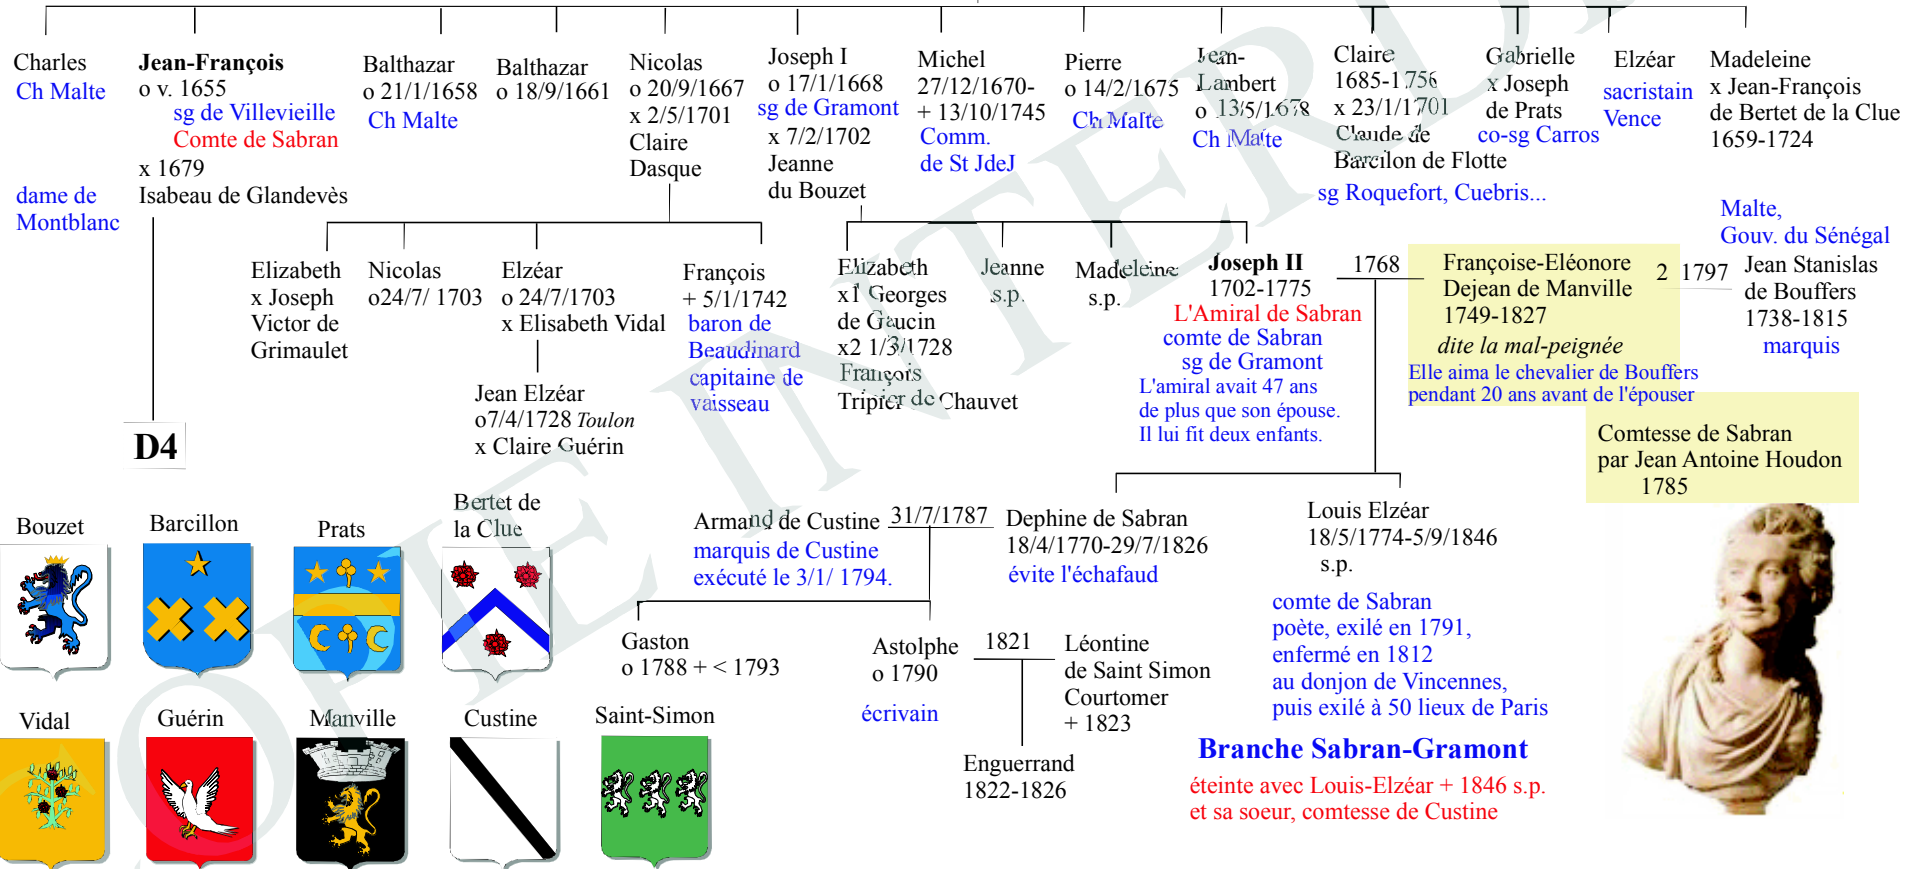 Charles
Ch Malte
dame de
Montblanc
Jean-François
o v. 1655
sg de Villevieille
Comte de Sabran
x 1679
Isabeau de Glandevès
D4
Balthazar
o 21/1/1658
Ch Malte
Balthazar
o 18/9/1661
Nicolas
o 20/9/1667
x 2/5/1701
Claire
Dasque
Joseph I
o 17/1/1668
sg de Gramont
x 7/2/1702
Jeanne
du Bouzet
Michel
27/12/1670-
+ 13/10/1745
Comm.
de St JdeJ
Pierre
o 14/2/1675
Ch Malte
Jean-
Lambert
o 13/5/1678
Ch Malte
Claire
1685-1756
x 23/1/1701
Claude de
Barcilon de Flotte
sg Roquefort, Cuebris...
Gabrielle
x Joseph
de Prats
co-sg Carros
Elzéar
sacristain
Vence
Madeleine
x Jean-François
de Bertet de la Clue
1659-1724
Elizabeth
x Joseph
Victor de
Grimaulet
Nicolas
o24/7/ 1703
Elzéar
o 24/7/1703
x Elisabeth Vidal
Jean Elzéar
o7/4/1728 Toulon
x Claire Guérin
François
+ 5/1/1742
baron de
Beaudinard
capitaine de
vaisseau
Elizabeth
x1 Georges
de Gaucin
x2 1/3/1728
François
Tripier de Chauvet
Jeanne
s.p.
Madeleine
s.p.
Joseph II
1702-1775
L'Amiral de Sabran
comte de Sabran
sg de Gramont
L'amiral avait 47 ans
de plus que son épouse.
Il lui fit deux enfants.
1768
Françoise-Eléonore
Dejean de Manville
1749-1827
dite la mal-peignée
Elle aima le chevalier de Bouffers
pendant 20 ans avant de l'épouser
2 1797
Malte,
Gouv. du Sénégal
Jean Stanislas
de Bouffers
1738-1815
marquis
Comtesse de Sabran
par Jean Antoine Houdon
1785
Armand de Custine
marquis de Custine
exécuté le 3/1/ 1794.
31/7/1787
Dephine de Sabran
18/4/1770-29/7/1826
évite l'échafaud
Louis Elzéar
18/5/1774-5/9/1846
s.p.
comte de Sabran
poète, exilé en 1791,
enfermé en 1812
au donjon de Vincennes,
puis exilé à 50 lieux de Paris
Gaston
o 1788 + < 1793
Astolphe
o 1790
écrivain
1821
Léontine
de Saint Simon
Courtomer
+ 1823
Enguerrand
1822-1826
Branche Sabran-Gramont
éteinte avec Louis-Elzéar + 1846 s.p.
et sa soeur, comtesse de Custine
Bouzet
Barcillon
Prats
Bertet de
la Clue
Vidal
Guérin
Manville
Custine
Saint-Simon
COPIE INTERD